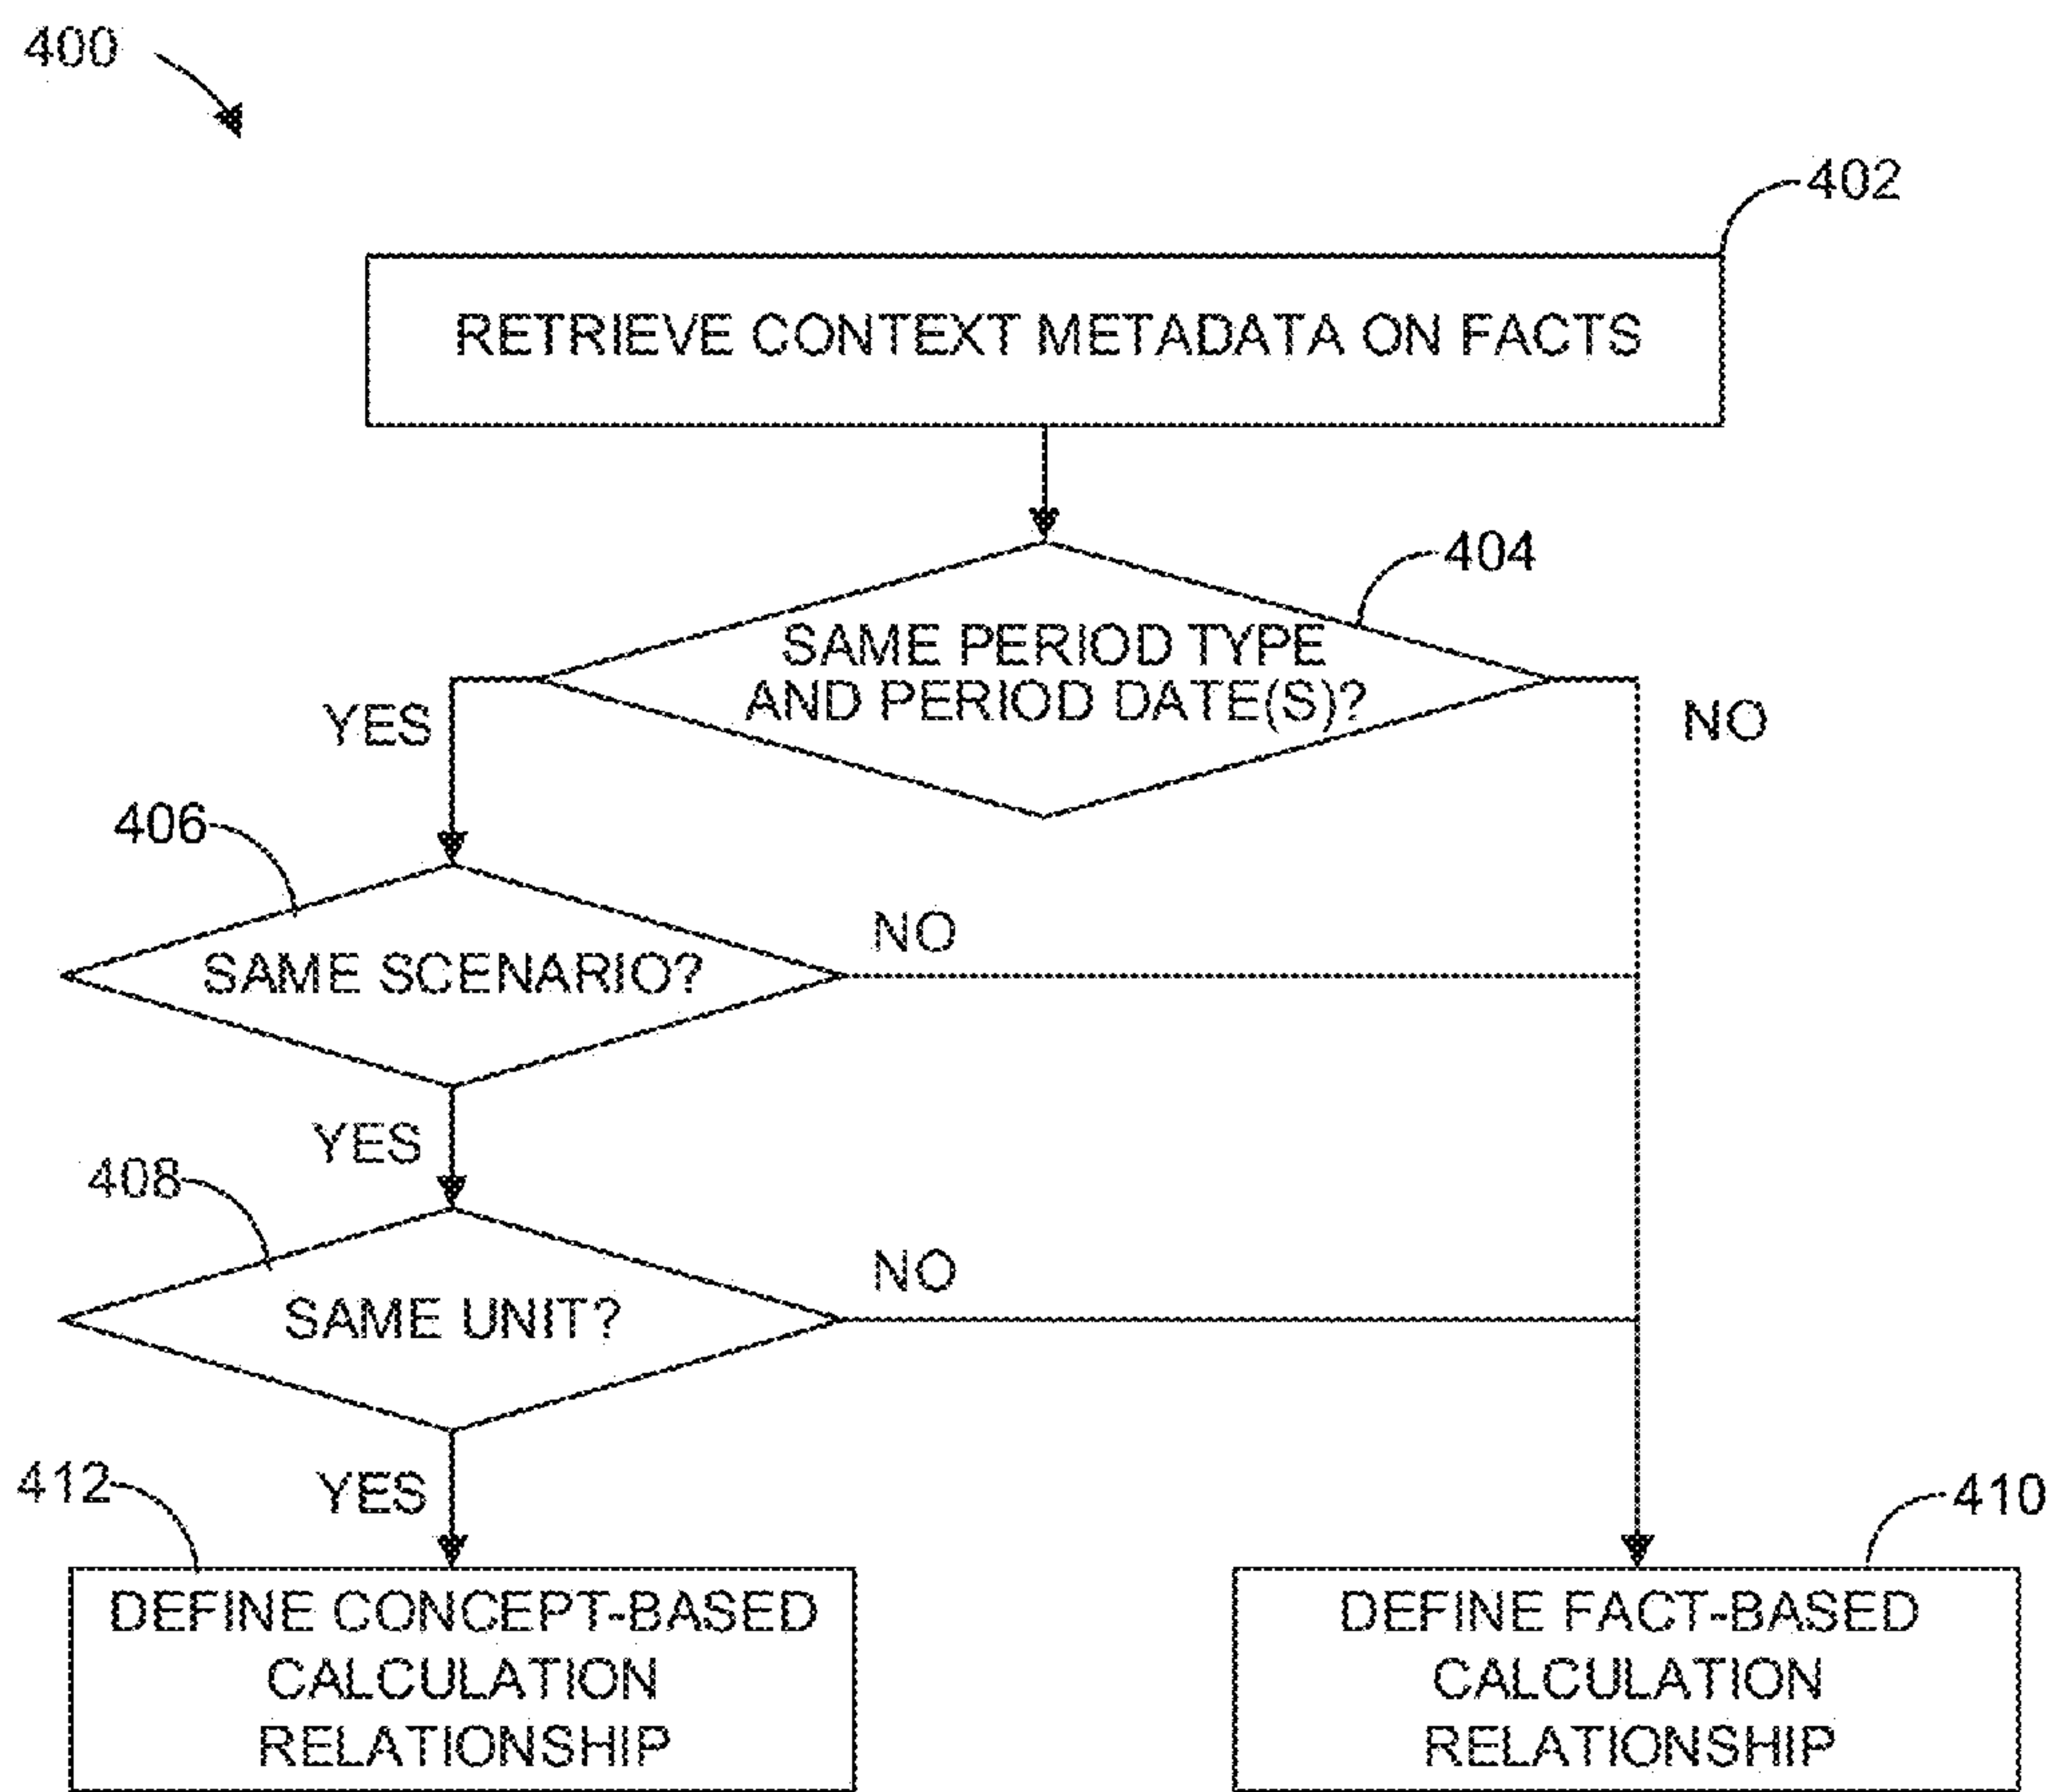 400
402
RETRIEVE CONTEXT METADATA ON FACTS
404
SAME PERIOD TYPE
AND PERIOD DATE(S)?
YES
NO
406
SAME SCENARIO?
NO
YES
408
SAME UNIT?
NO
YES
412
410
DEFINE CONCEPT-BASED
CALCULATION
RELATIONSHIP
DEFINE FACT-BASED
CALCULATION
RELATIONSHIP